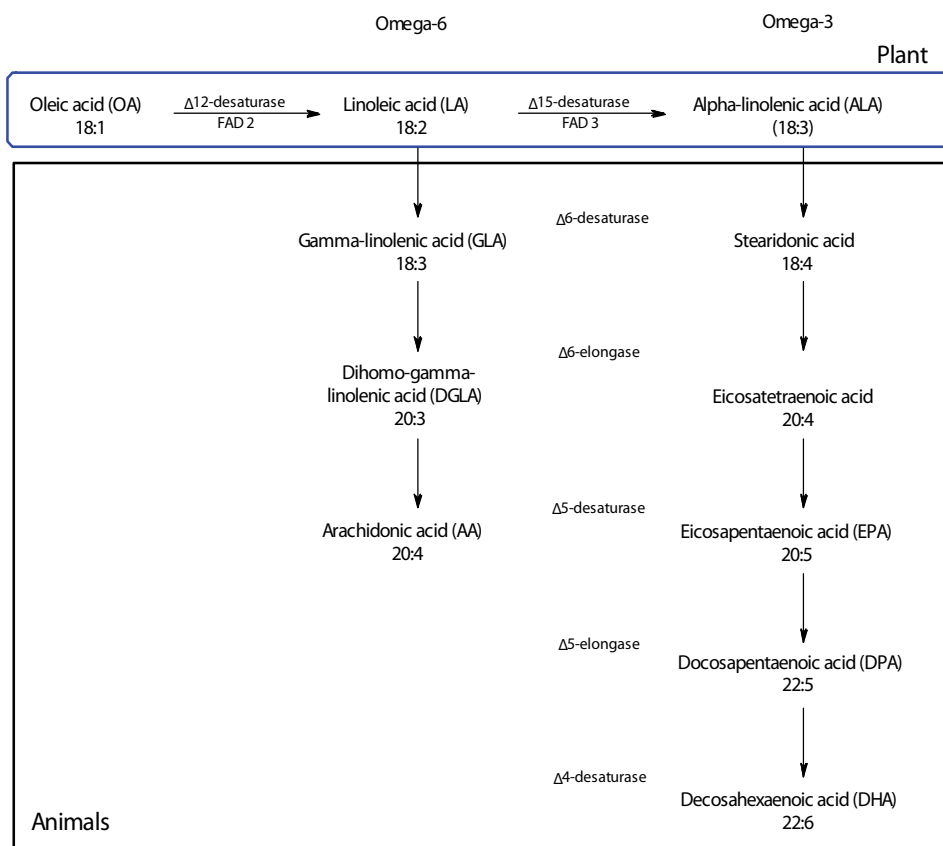 Omega-6
Omega-3
Plant
Oleic acid (OA)
18:1
Δ12-desaturase
FAD 2
Linoleic acid (LA)
18:2
Δ15-desaturase
FAD 3
Alpha-linolenic acid (ALA)
(18:3)
Δ6-desaturase
Gamma-linolenic acid (GLA)
18:3
Stearidonic acid
18:4
Δ6-elongase
Dihomo-gamma-
linolenic acid (DGLA)
20:3
Eicosatetraenoic acid
20:4
Δ5-desaturase
Arachidonic acid (AA)
20:4
Eicosapentaenoic acid (EPA)
20:5
Δ5-elongase
Docosapentaenoic acid (DPA)
22:5
Δ4-desaturase
Decosahexaenoic acid (DHA)
22:6
Animals